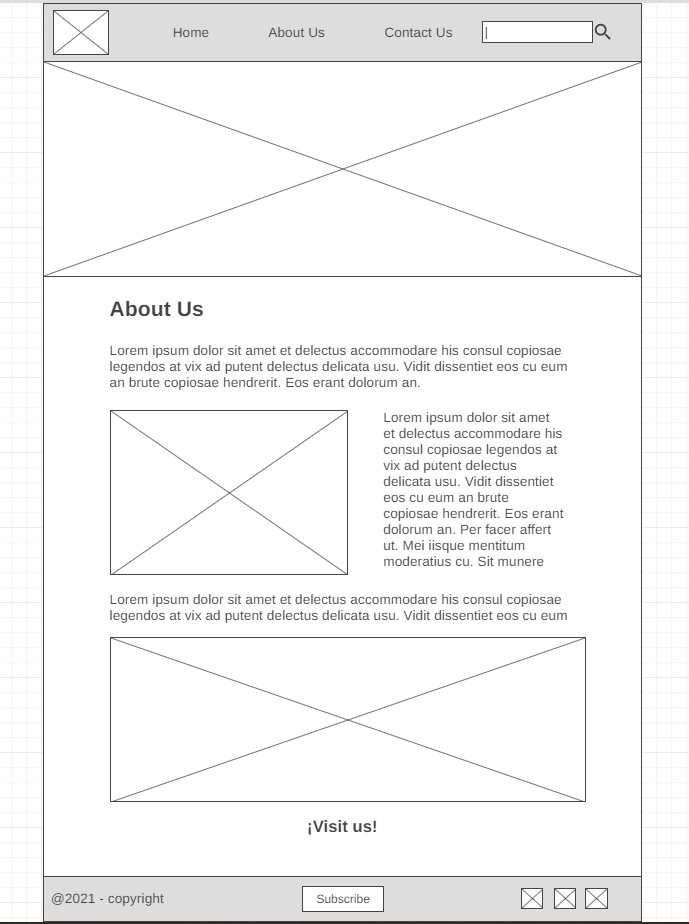 Home About Us Contact Us
About Us
Lorem ipsum dolor sit amet et delectus accommodare his consul copiosae
legendos at vix ad putent delectus delicata usu. Vidit dissentiet eos cu eum
an brute copiosae hendrerit. Eos erant dolorum an.
Lorem ipsum dolor sit amet
et delectus accommodare his
consul copiosae legendos at
vix ad putent delectus
delicata usu. Vidit dissentiet
eos cu eum an brute
copiosae hendrerit. Eos erant
dolorum an. Per facer affert
ut. Mei iisque mentitum
moderatius cu. Sit munere
Lorem ipsum dolor sit amet et delectus accommodare his consul copiosae
legendos at vix ad putent delectus delicata usu. Vidit dissentiet eos cu eum
¡Visit us!
@2021 - copyright Subscribe